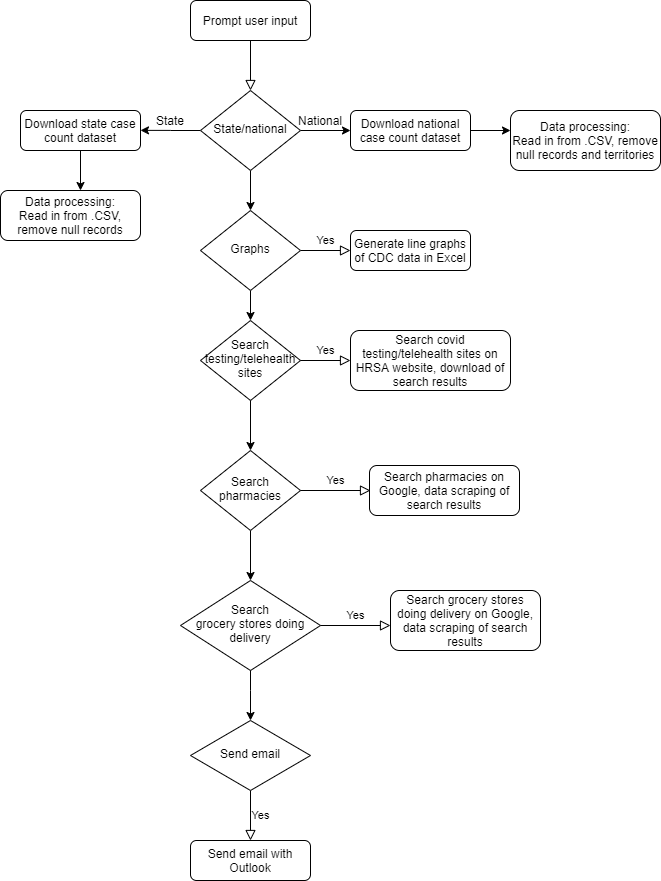 Prompt user input
State
National
Download state case
count dataset
State/national
Download national
case count dataset
Data processing:
Read in from .CSV, remove
null records and territories
Data processing:
Read in from .CSV,
remove null records
Graphs
Yes
Generate line graphs
of CDC data in Excel
Search
testing/telehealth
sites
Yes
Search covid
testing/telehealth sites on
HRSA website, download of
search results
Search
pharmacies
Yes
Search pharmacies on
Google, data scraping of
search results
Search
grocery stores doing
delivery
Yes
Search grocery stores
doing delivery on Google,
data scraping of search
results
Send email
Yes
Send email with
Outlook